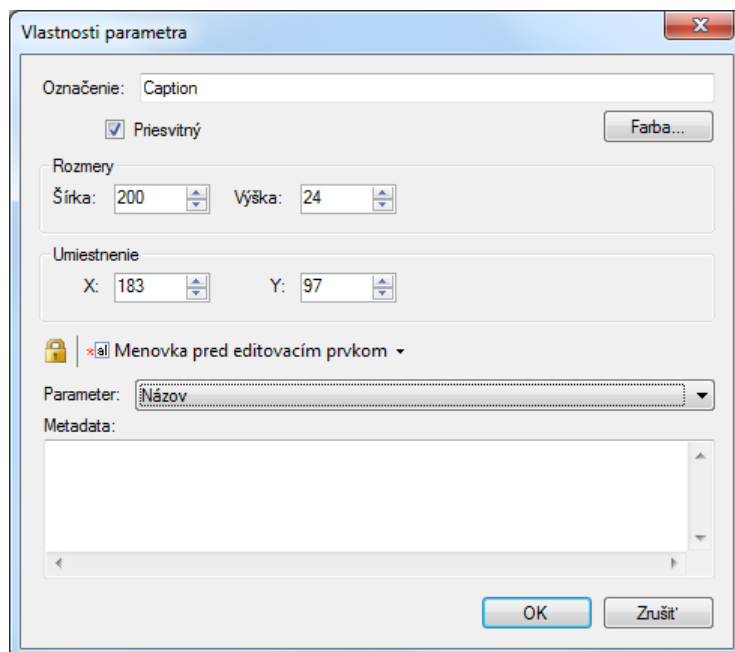 Vlastnosti parametra
Označenie: Caption
Priesvitný Farba...
Rozmery
Šírka: 200 Výška: 24
Umiestnenie
X: 183 Y: 97
al Menovka pred editovacím prvkom
Parameter: Názov
Metadata:
OK Zrušiť